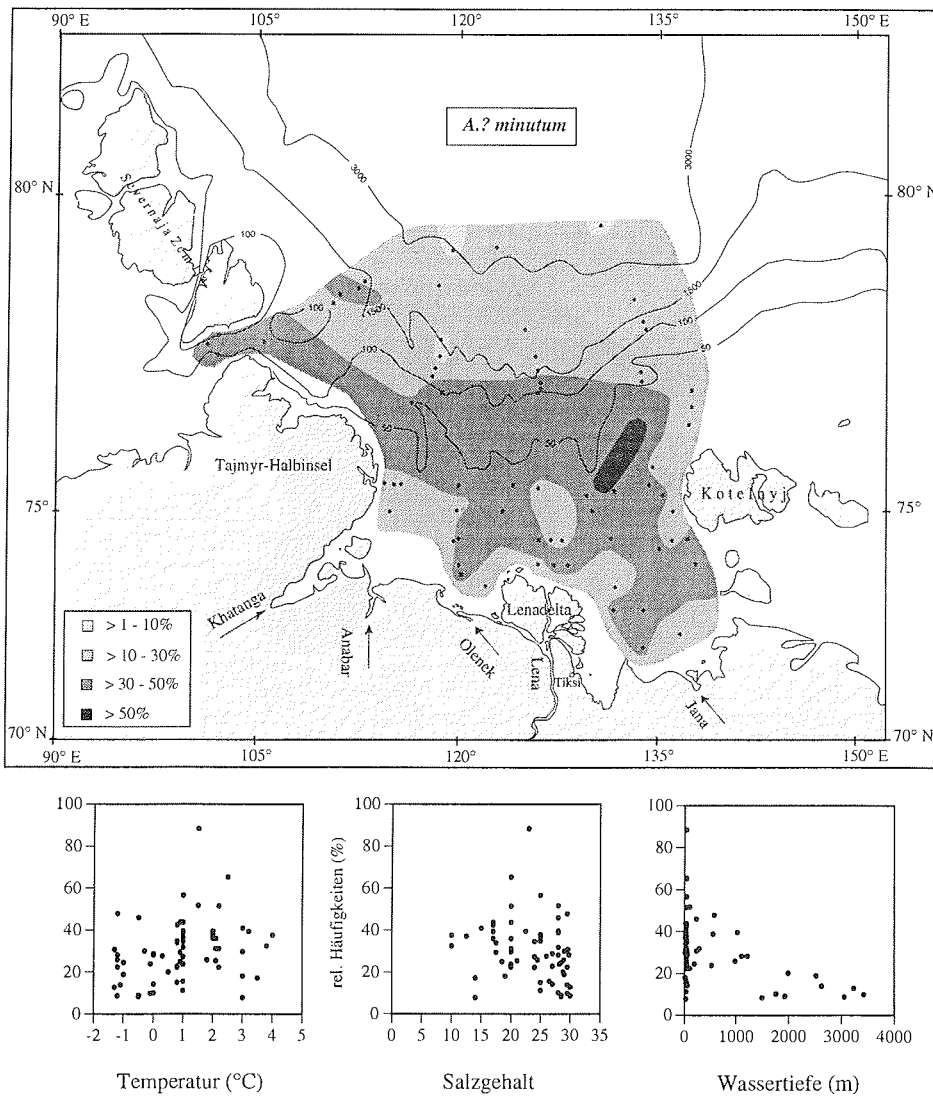 90° E 105° 120° 135° 150° E
A.? minutum
80° N 80° N
75° 75°
70° N 70° N
Severnaja Zemlja
3000
3000
100
100
1500
1500
100
100
50
50
50
Tajmyr-Halbinsel
Kotelnyj
Khatanga
Anabar
Olenek
Lenadelta
Lena
Tiksi
Jana
> 1 - 10%
> 10 - 30%
> 30 - 50%
> 50%
90° E 105° 120° 135° 150° E
100
80
60
40
20
0
-2 -1 0 1 2 3 4 5
Temperatur (°C)
rel. Häufigkeiten (%)
100
80
60
40
20
0
0 5 10 15 20 25 30 35
Salzgehalt
100
80
60
40
20
0
0 1000 2000 3000 4000
Wassertiefe (m)